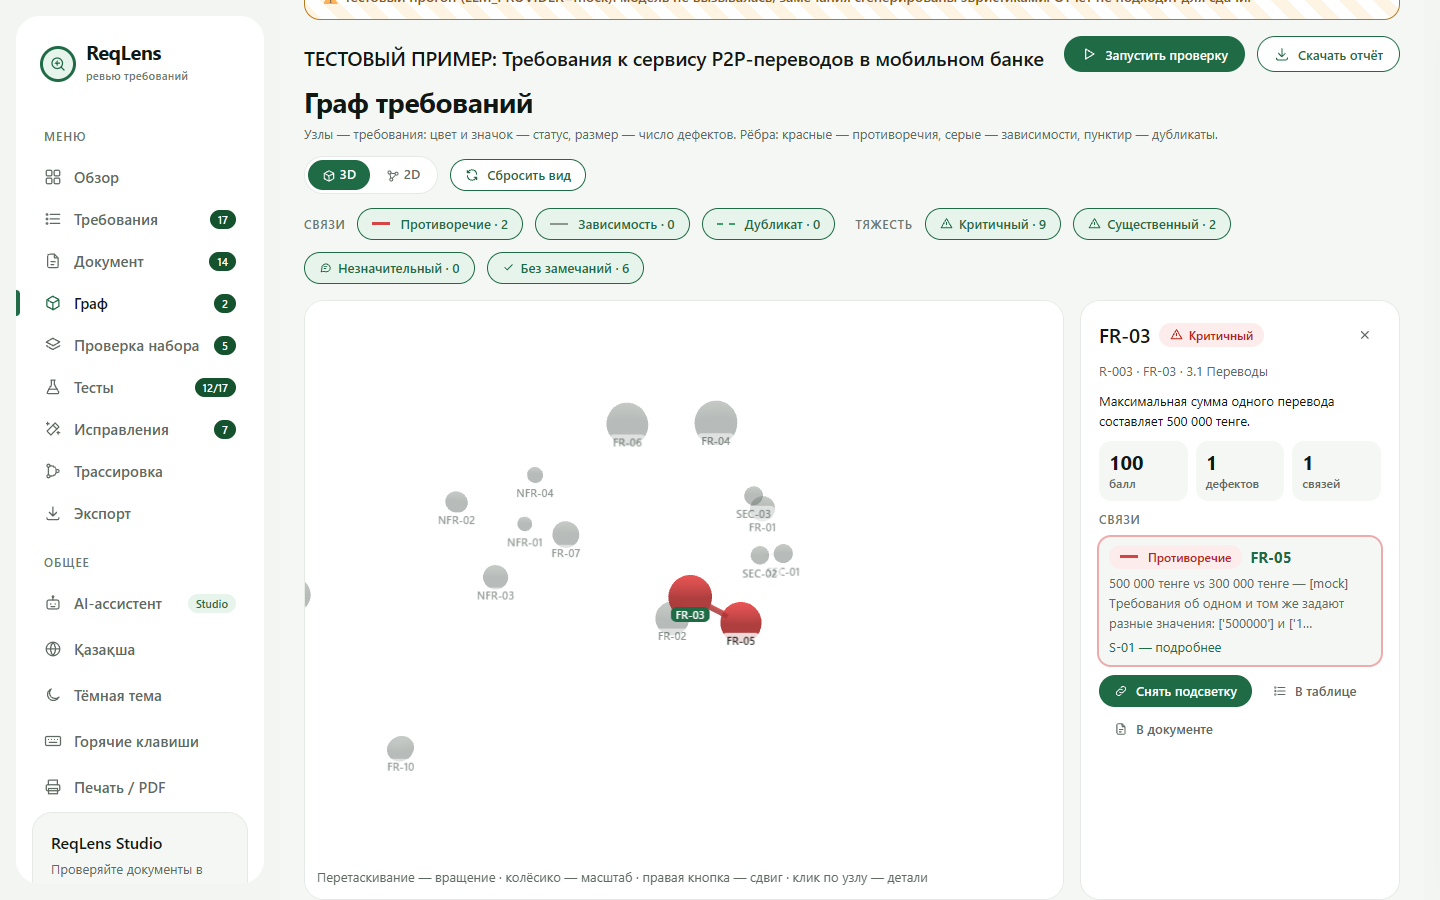 ReqLens
ревью требований
МЕНЮ
Обзор
Требования 17
Документ 14
Граф 2
Проверка набора 5
Тесты 12/17
Исправления 7
Трассировка
Экспорт
ОБЩЕЕ
AI-ассистент Studio
Қазақша
Тёмная тема
Горячие клавиши
Печать / PDF
ReqLens Studio
Проверяйте документы в
ТЕСТОВЫЙ ПРИМЕР: Требования к сервису P2P-переводов в мобильном банке
Запустить проверку
Скачать отчёт
Граф требований
Узлы — требования: цвет и значок — статус, размер — число дефектов. Рёбра: красные — противоречия, серые — зависимости, пунктир — дубликаты.
3D 2D Сбросить вид
СВЯЗИ Противоречие · 2 Зависимость · 0 Дубликат · 0 ТЯЖЕСТЬ Критичный · 9 Существенный · 2
Незначительный · 0 Без замечаний · 6
FR-06 FR-04
NFR-04
NFR-02
SEC-03
FR-01
NFR-01
FR-07
SEC-02
NFR-03
FR-03
FR-02
FR-05
FR-10
Перетаскивание — вращение · колёсико — масштаб · правая кнопка — сдвиг · клик по узлу — детали
FR-03 Критичный
R-003 · FR-03 · 3.1 Переводы
Максимальная сумма одного перевода
составляет 500 000 тенге.
100 1 1
балл дефектов связей
СВЯЗИ
Противоречие FR-05
500 000 тенге vs 300 000 тенге — [mock]
Требования об одном и том же задают
разные значения: ['500000'] и ['1...
S-01 — подробнее
Снять подсветку В таблице
В документе